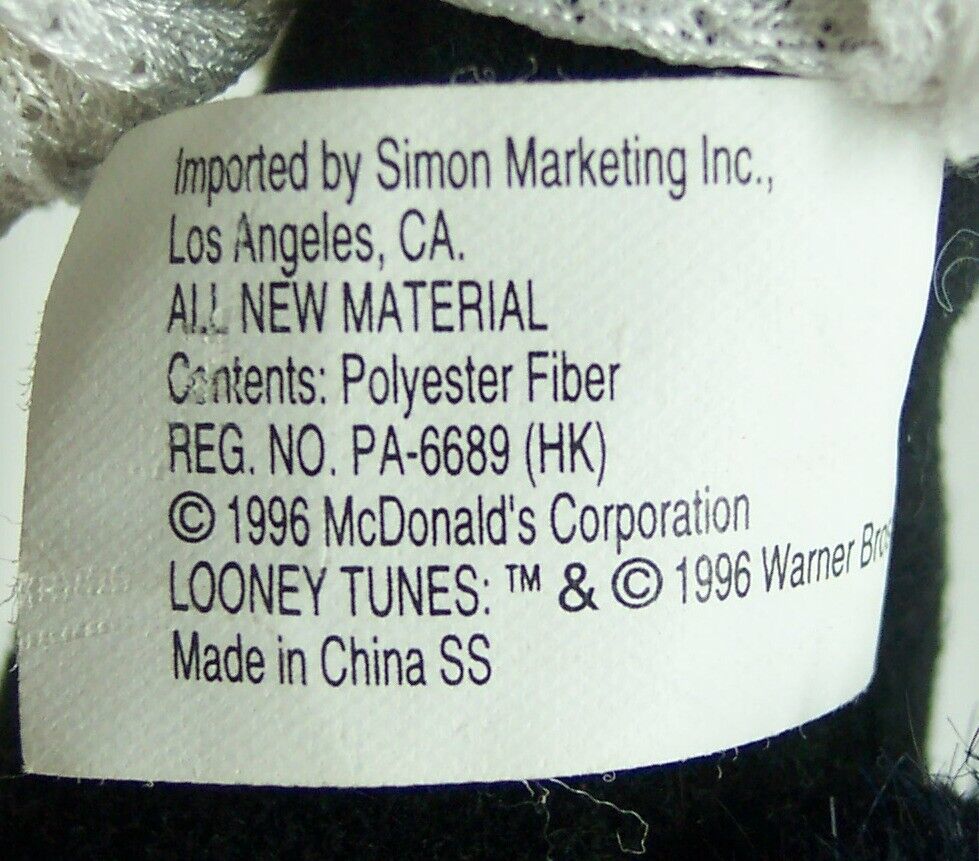 Imported by Simon Marketing Inc.,
Los Angeles, CA.
ALL NEW MATERIAL
Contents: Polyester Fiber
REG. NO. PA-6689 (HK)
© 1996 McDonald's Corporation
LOONEY TUNES: ™ & © 1996 Warner Bros
Made in China SS